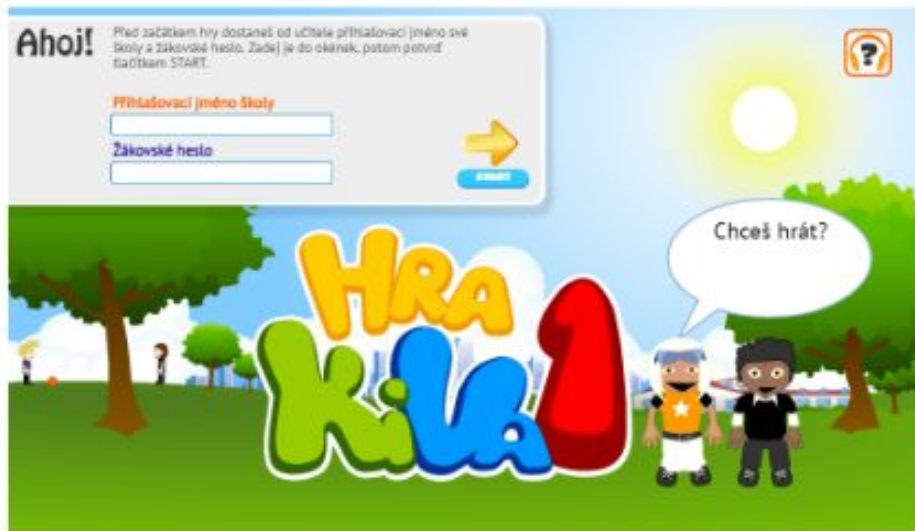 Ahoj!
Před začátkem hry dostaneš od učitele přihlašovací jméno své
školy a žákovské heslo. Zadej je do okének, potom potvrď
tlačítkem START.
Přihlašovací jméno školy
Žákovské heslo
START
?
Chceš hrát?
HRA
KiVa 1